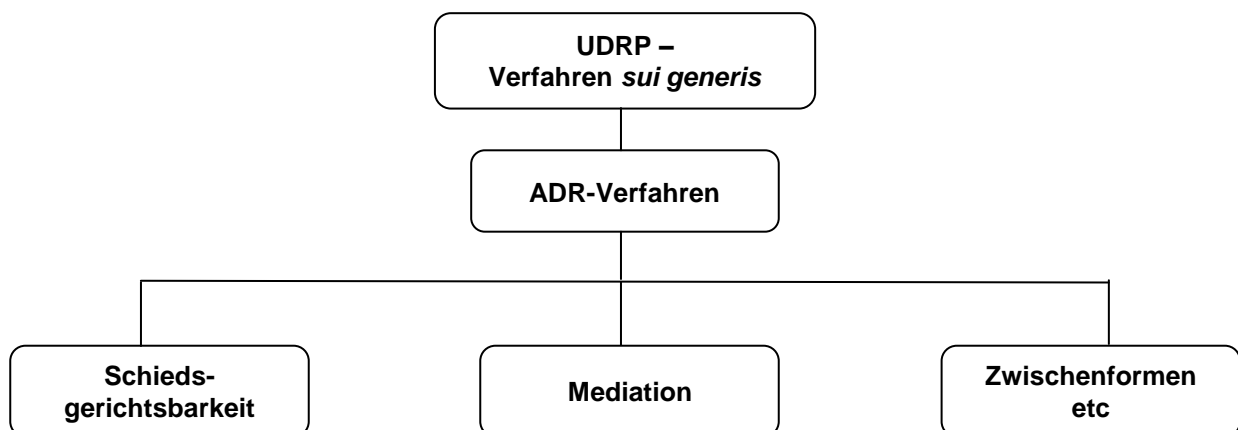 UDRP –
Verfahren sui generis
ADR-Verfahren
Schieds-
gerichtsbarkeit
Mediation
Zwischenformen
etc